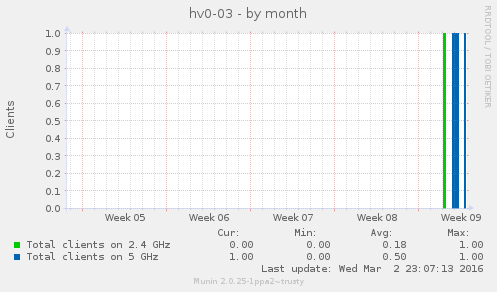 hv0-03 - by month
RRDTOOL / TOBI OETIKER
Clients
1.0
0.9
0.8
0.7
0.6
0.5
0.4
0.3
0.2
0.1
0.0
Week 05 Week 06 Week 07 Week 08 Week 09
Cur: Min: Avg: Max:
Total clients on 2.4 GHz 0.00 0.00 0.18 1.00
Total clients on 5 GHz 1.00 0.00 0.50 1.00
Last update: Wed Mar 2 23:07:13 2016
Munin 2.0.25-1ppa2~trusty